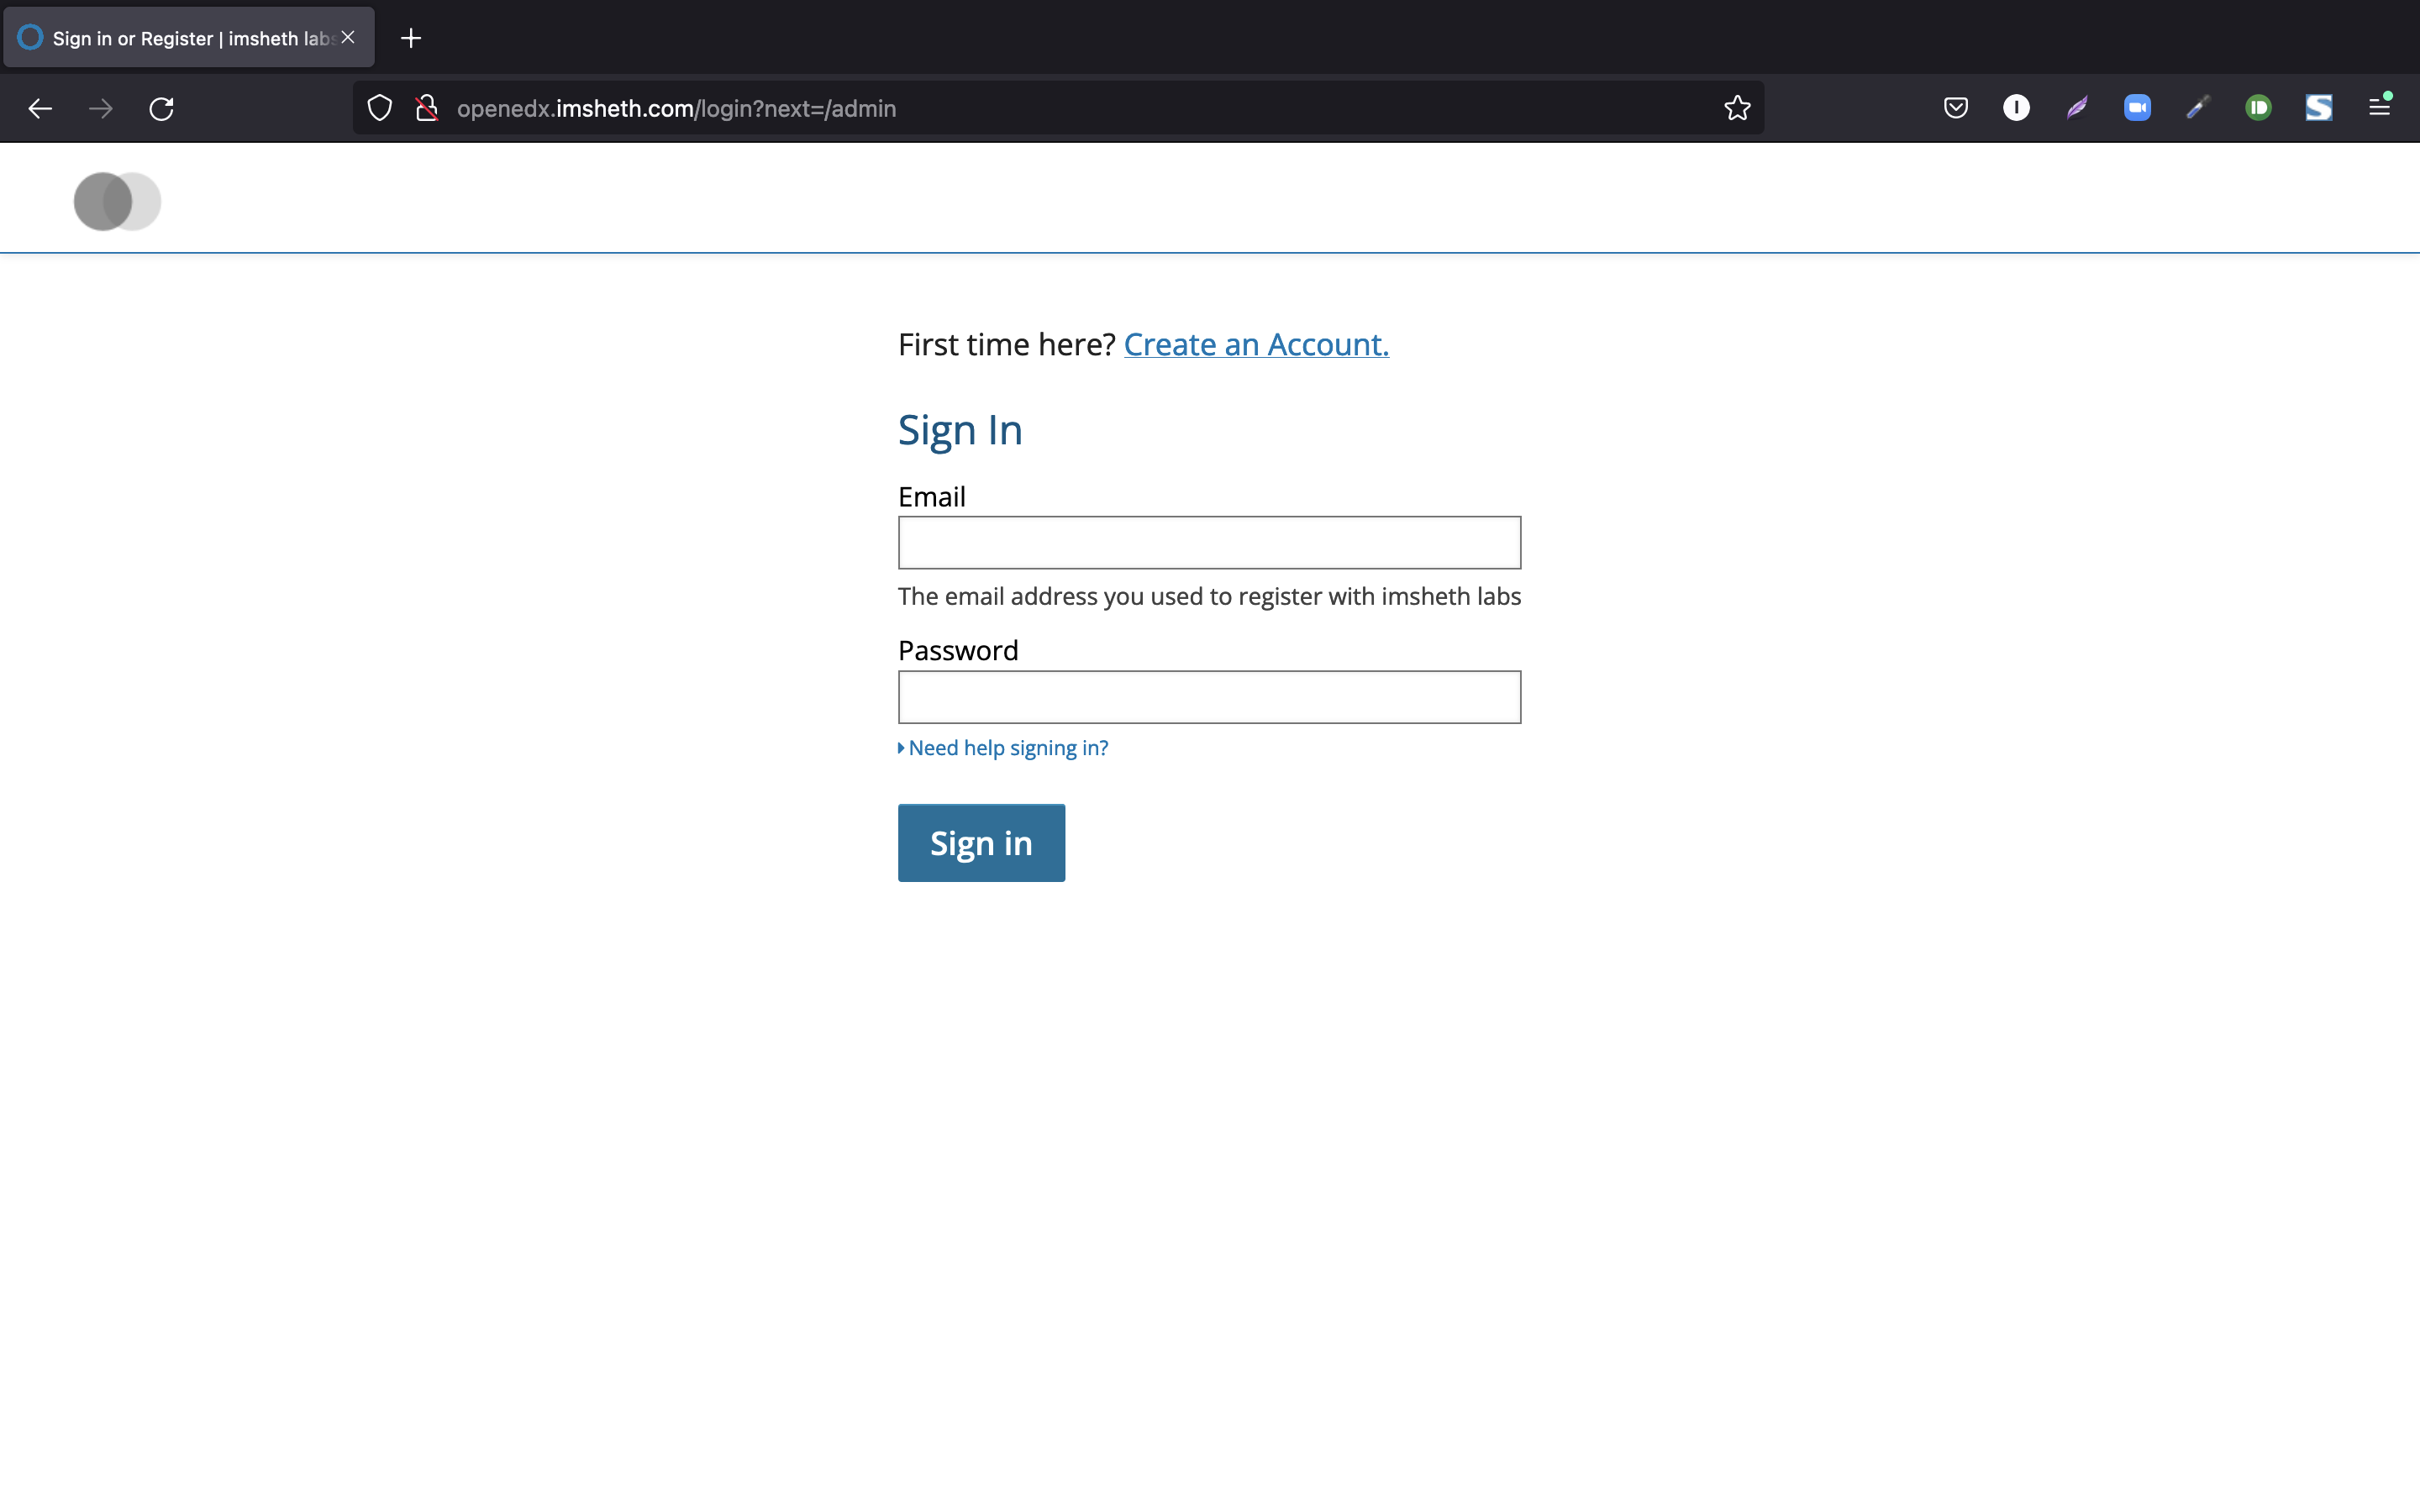 Sign in or Register | imsheth labs
openedx.imsheth.com/login?next=/admin
First time here? Create an Account.
Sign In
Email
The email address you used to register with imsheth labs
Password
Need help signing in?
Sign in